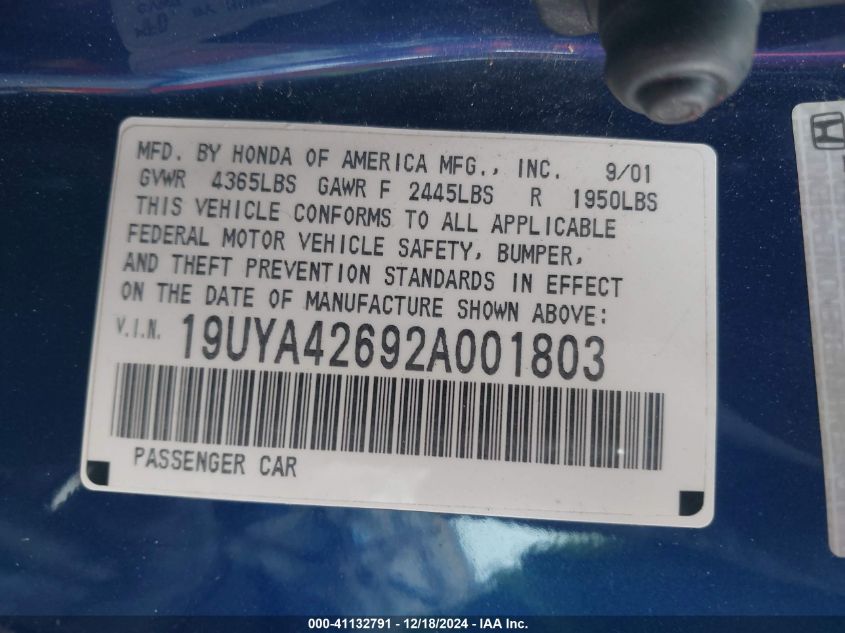 MFD. BY HONDA OF AMERICA MFG., INC. 9/01
GVWR 4365LBS GAWR F 2445LBS R 1950LBS
THIS VEHICLE CONFORMS TO ALL APPLICABLE
FEDERAL MOTOR VEHICLE SAFETY, BUMPER,
AND THEFT PREVENTION STANDARDS IN EFFECT
ON THE DATE OF MANUFACTURE SHOWN ABOVE:
V.I.N. 19UYA42692A001803
PASSENGER CAR
000-41132791 - 12/18/2024 - IAA Inc.